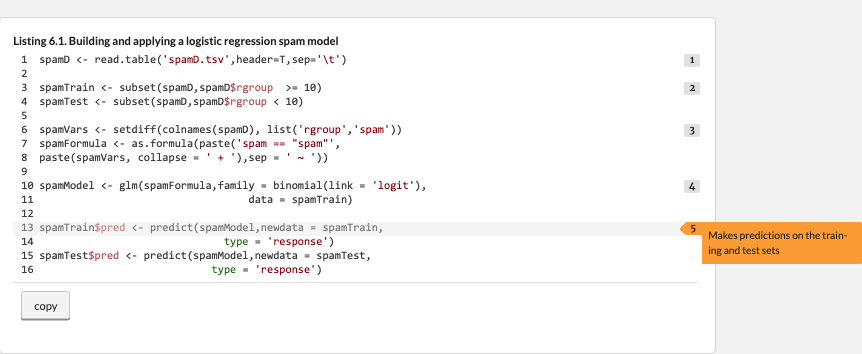 Listing 6.1. Building and applying a logistic regression spam model
1 spamD <- read.table('spamD.tsv',header=T,sep='\t') 1
2
3 spamTrain <- subset(spamD,spamD$rgroup  >= 10) 2
4 spamTest <- subset(spamD,spamD$rgroup < 10)
5
6 spamVars <- setdiff(colnames(spamD), list('rgroup','spam')) 3
7 spamFormula <- as.formula(paste('spam == "spam"',
8 paste(spamVars, collapse = ' + '),sep = ' ~ '))
9
10 spamModel <- glm(spamFormula,family = binomial(link = 'logit'), 4
11 data = spamTrain)
12
13 spamTrain$pred <- predict(spamModel,newdata = spamTrain, 5
14 type = 'response')
15 spamTest$pred <- predict(spamModel,newdata = spamTest,
16 type = 'response')
Makes predictions on the train-
ing and test sets
copy